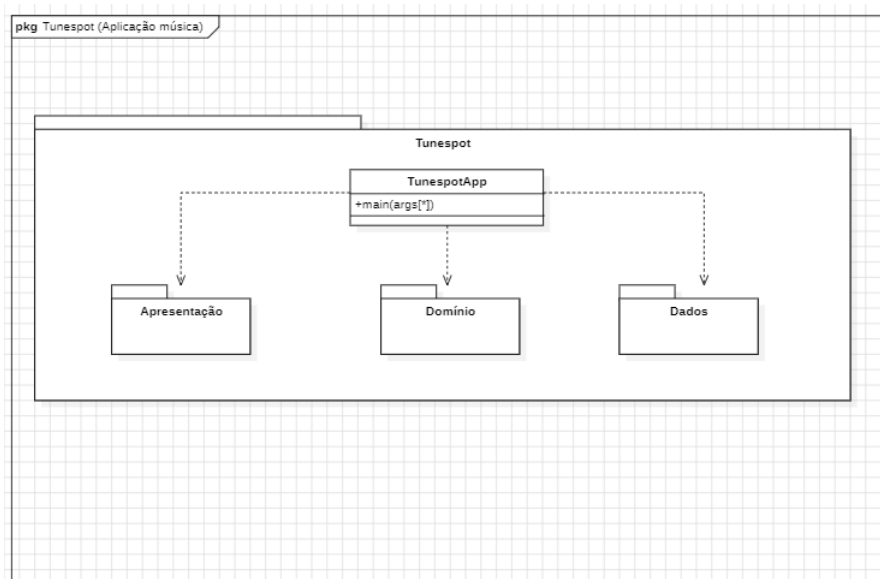 pkg Tunespot (Aplicação música)
Tunespot
TunespotApp
+main(args[*])
Apresentação
Domínio
Dados